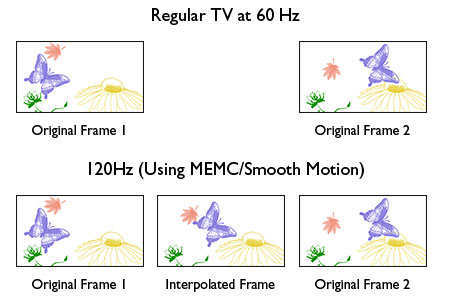 Regular TV at 60 Hz
Original Frame 1
Original Frame 2
120Hz (Using MEMC/Smooth Motion)
Original Frame 1
Interpolated Frame
Original Frame 2